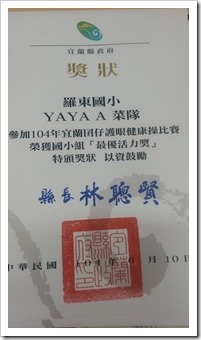 宜蘭縣政府
獎狀
羅東國小
YAYA A 菜隊
參加104年宜蘭囝仔護眼健康操比賽
榮獲國小組「最優活力獎」
特頒獎狀 以資鼓勵
縣長 林聰賢
中華民國 104 年 6 月 10 日